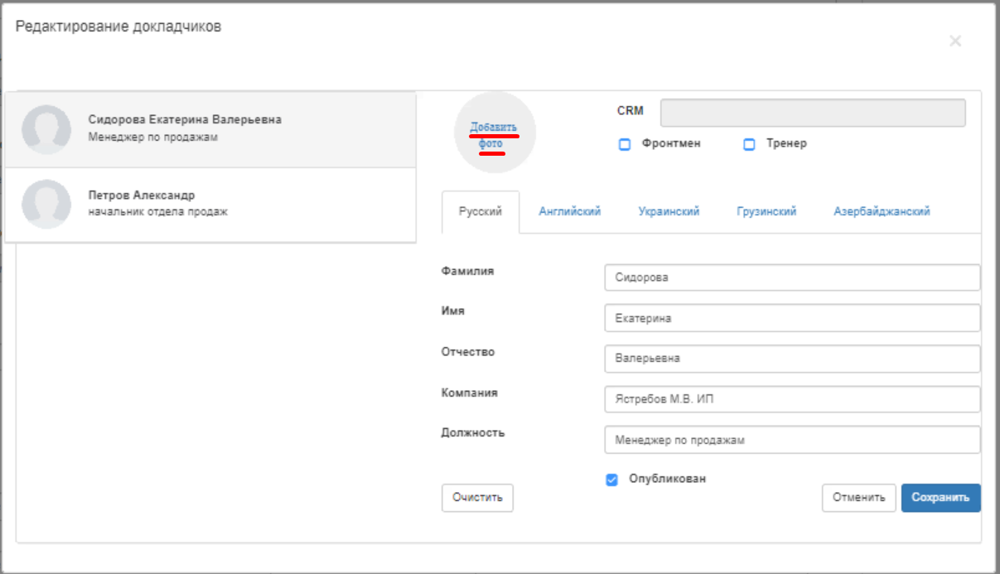 Редактирование докладчиков
×
Сидорова Екатерина Валерьевна
Менеджер по продажам
Петров Александр
начальник отдела продаж
Добавить
фото
CRM
Фронтмен
Тренер
Русский Английский Украинский Грузинский Азербайджанский
Фамилия Сидорова
Имя Екатерина
Отчество Валерьевна
Компания Ястребов М.В. ИП
Должность Менеджер по продажам
Опубликован
Очистить Отменить Сохранить